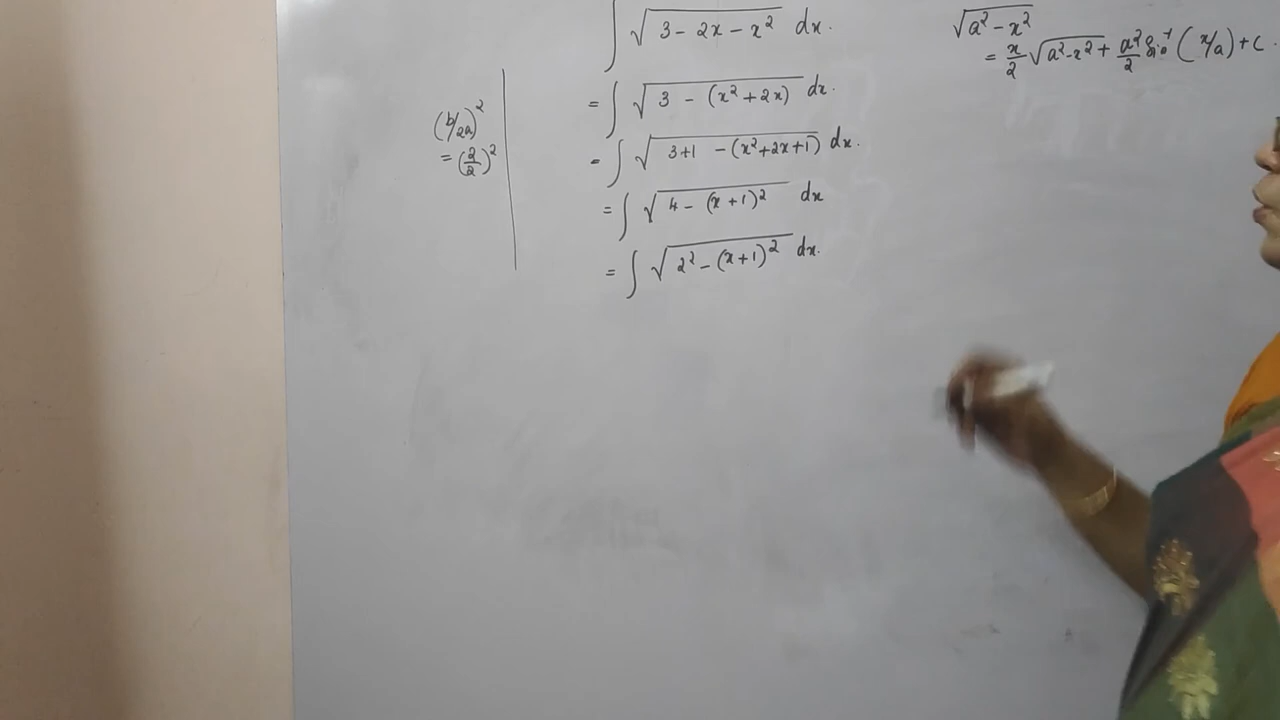 ∫ √(3 - 2x - x²) dx.
= ∫ √(3 - (x² + 2x)) dx.
= ∫ √(3+1 - (x²+2x+1)) dx.
= ∫ √(4 - (x+1)²) dx
= ∫ √(2² - (x+1)²) dx.
(b/2a)²
= (2/2)²
√(a² - x²)
= x/2 √(a²-x²) + a²/2 sin⁻¹ (x/a) + c.